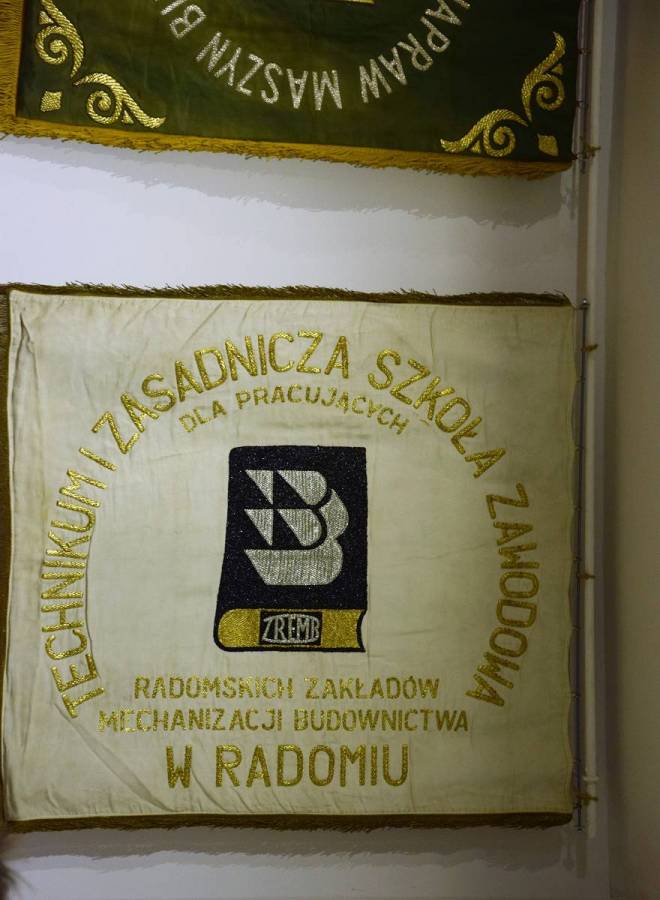 NAPRAW MASZYN
TECHNIKUM I ZASADNICZA SZKOŁA ZAWODOWA
DLA PRACUJĄCYCH
ZREMB
RADOMSKICH ZAKŁADÓW
MECHANIZACJI BUDOWNICTWA
W RADOMIU